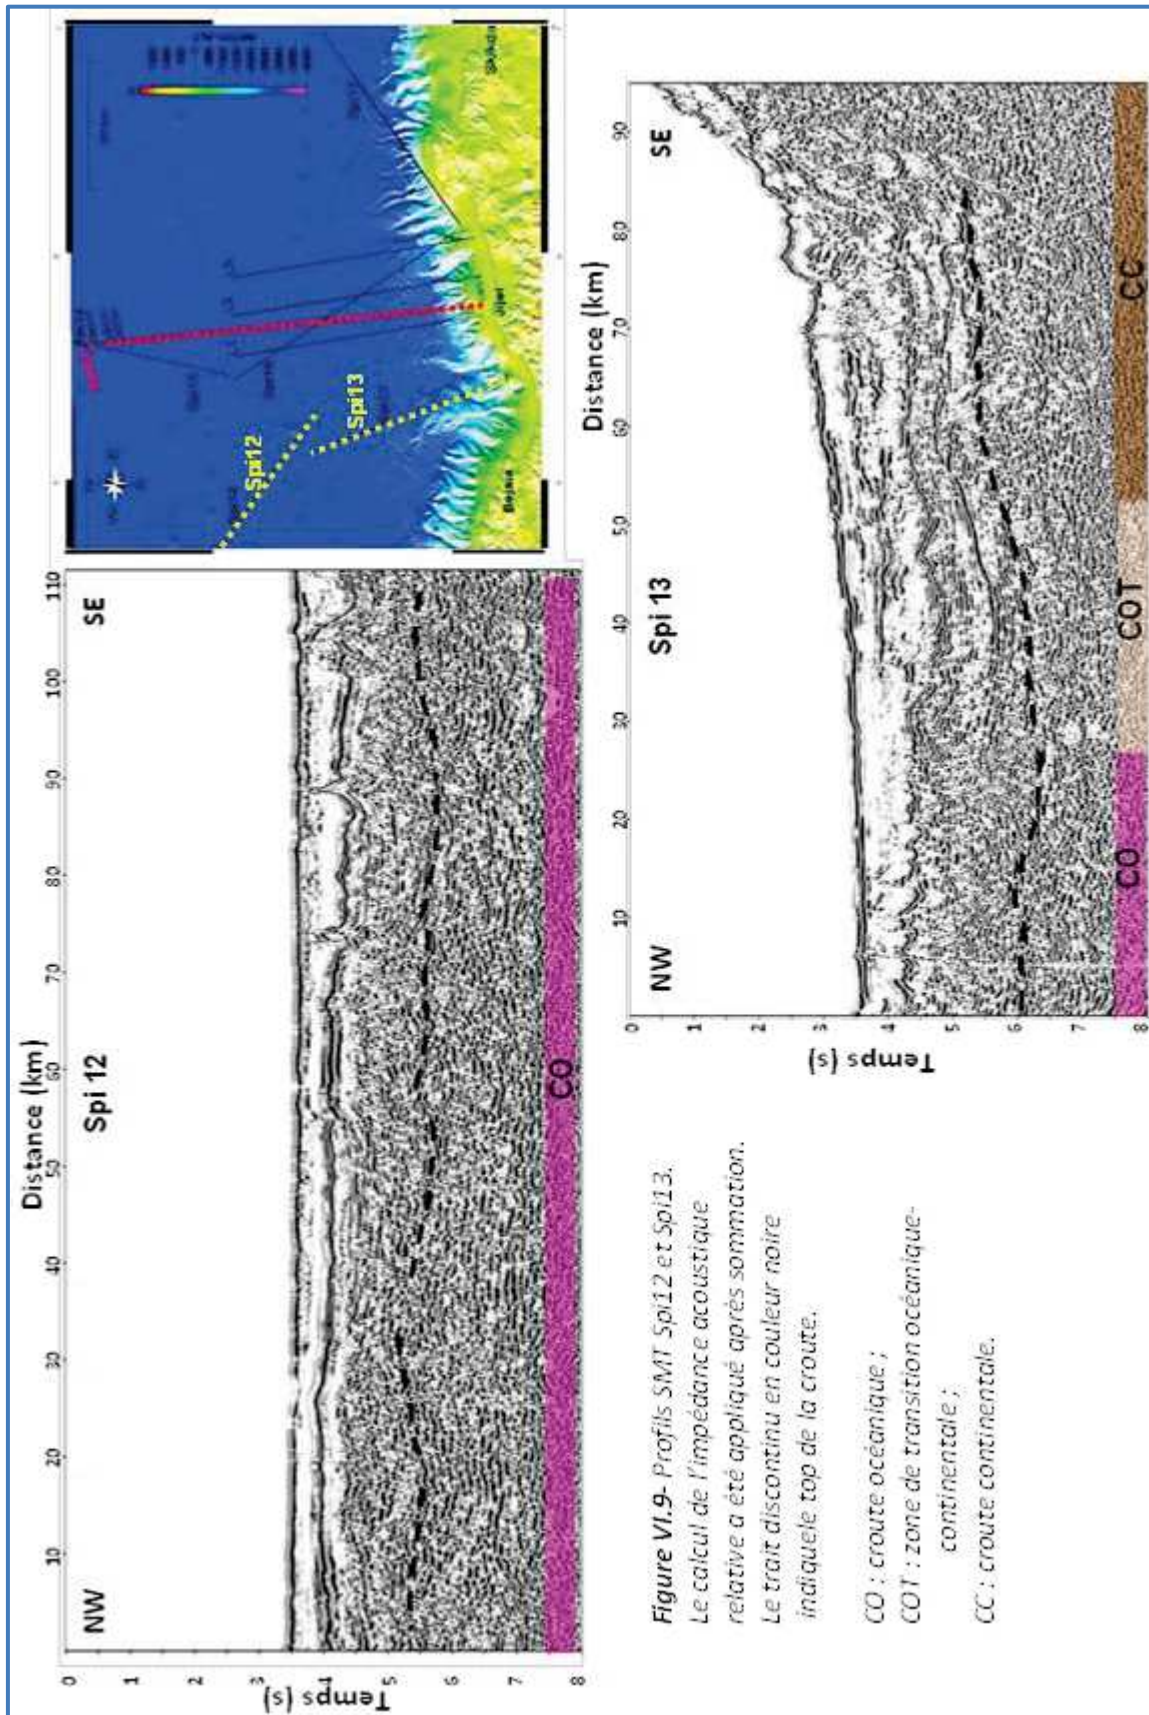 Distance (km)
10 20 30 40 50 60 70 80 90 100 110
NW
Spi 12
SE
Temps (s)
0
1
2
3
4
5
6
7
8
CO
Spi12
Spi13
Bejaia
Jijel
Skikda
Distance (km)
10 20 30 40 50 60 70 80 90
NW
Spi 13
SE
Temps (s)
0
1
2
3
4
5
6
7
8
CO COT CC
Figure VI.9- Profils SMT Spi12 et Spi13.
Le calcul de l'impédance acoustique
relative a été appliqué après sommation.
Le trait discontinu en couleur noire
indiquele top de la croute.
CO : croute océanique ;
COT : zone de transition océanique-
continentale ;
CC : croute continentale.